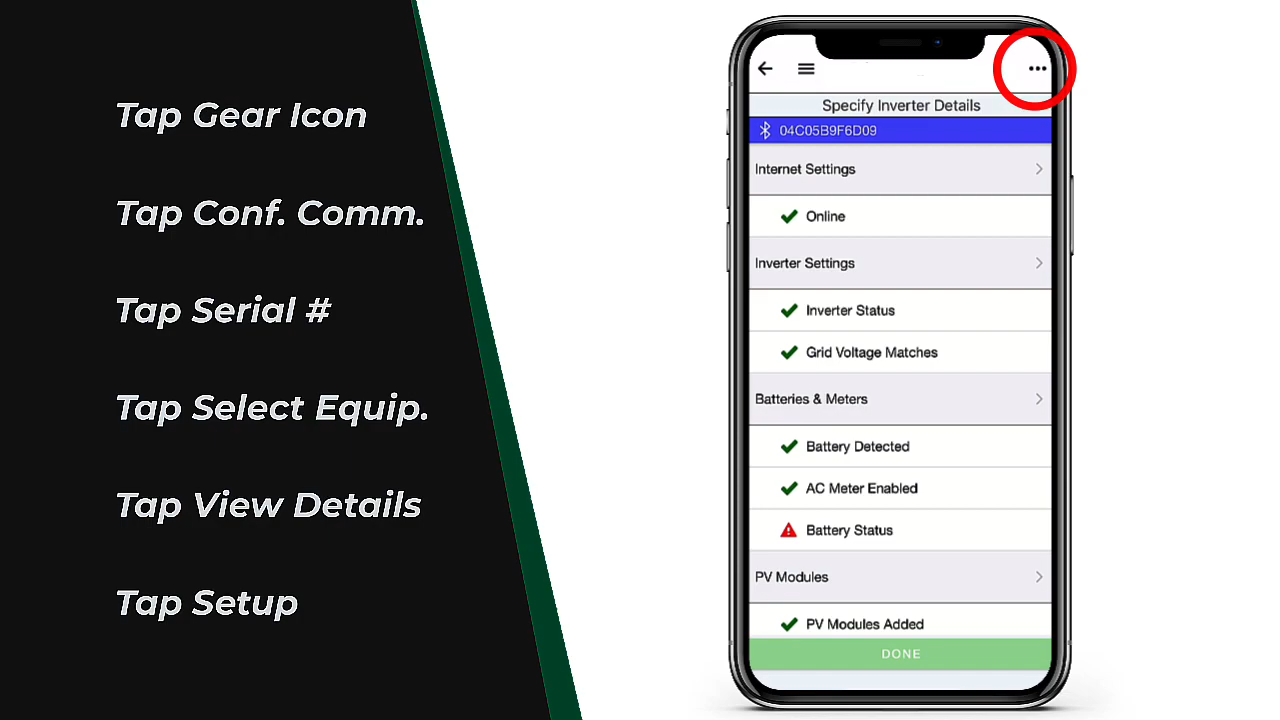 Tap Gear Icon
Tap Conf. Comm.
Tap Serial #
Tap Select Equip.
Tap View Details
Tap Setup
Specify Inverter Details
04C05B9F6D09
Internet Settings
Online
Inverter Settings
Inverter Status
Grid Voltage Matches
Batteries & Meters
Battery Detected
AC Meter Enabled
Battery Status
PV Modules
PV Modules Added
DONE